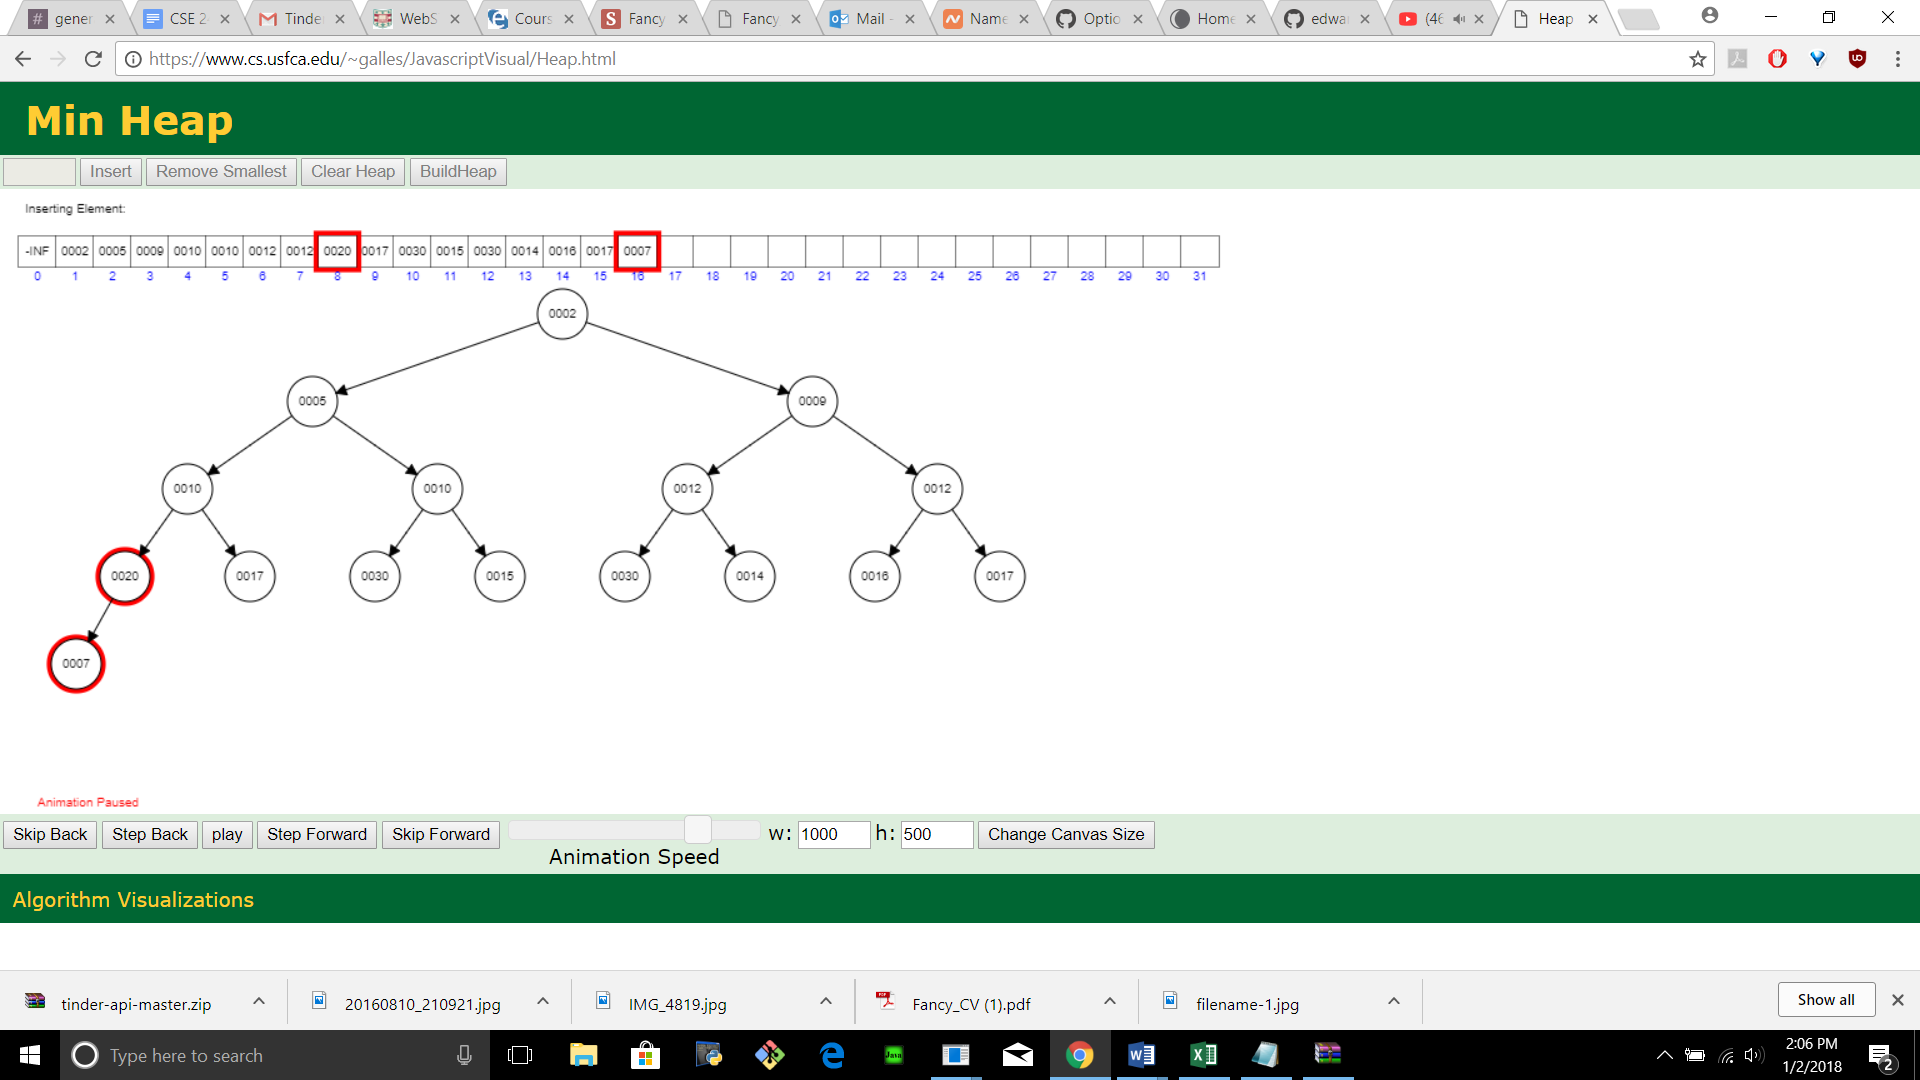 gener CSE 2 Tinder WebS Cours Fancy Fancy Mail - Name Optio Home edwar (46 Heap
https://www.cs.usfca.edu/~galles/JavascriptVisual/Heap.html
Min Heap
Insert Remove Smallest Clear Heap BuildHeap
Inserting Element:
-INF 0002 0005 0009 0010 0010 0012 0012 0020 0017 0030 0015 0030 0014 0016 0017 0007
0 1 2 3 4 5 6 7 8 9 10 11 12 13 14 15 16 17 18 19 20 21 22 23 24 25 26 27 28 29 30 31
0002
0005 0009
0010 0010 0012 0012
0020 0017 0030 0015 0030 0014 0016 0017
0007
Animation Paused
Skip Back Step Back play Step Forward Skip Forward w: 1000 h: 500 Change Canvas Size
Animation Speed
Algorithm Visualizations
tinder-api-master.zip 20160810_210921.jpg IMG_4819.jpg Fancy_CV (1).pdf filename-1.jpg Show all
Type here to search
2:06 PM
1/2/2018
2